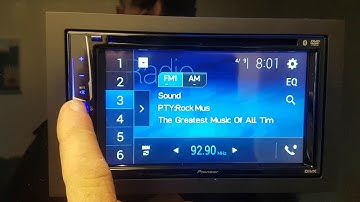 1
2
3
4
5
6
Radio
8:01
FM1 AM
EQ
Sound
PTY:Rock Mus
The Greatest Music Of All Tim
92.90 MHz
Pioneer